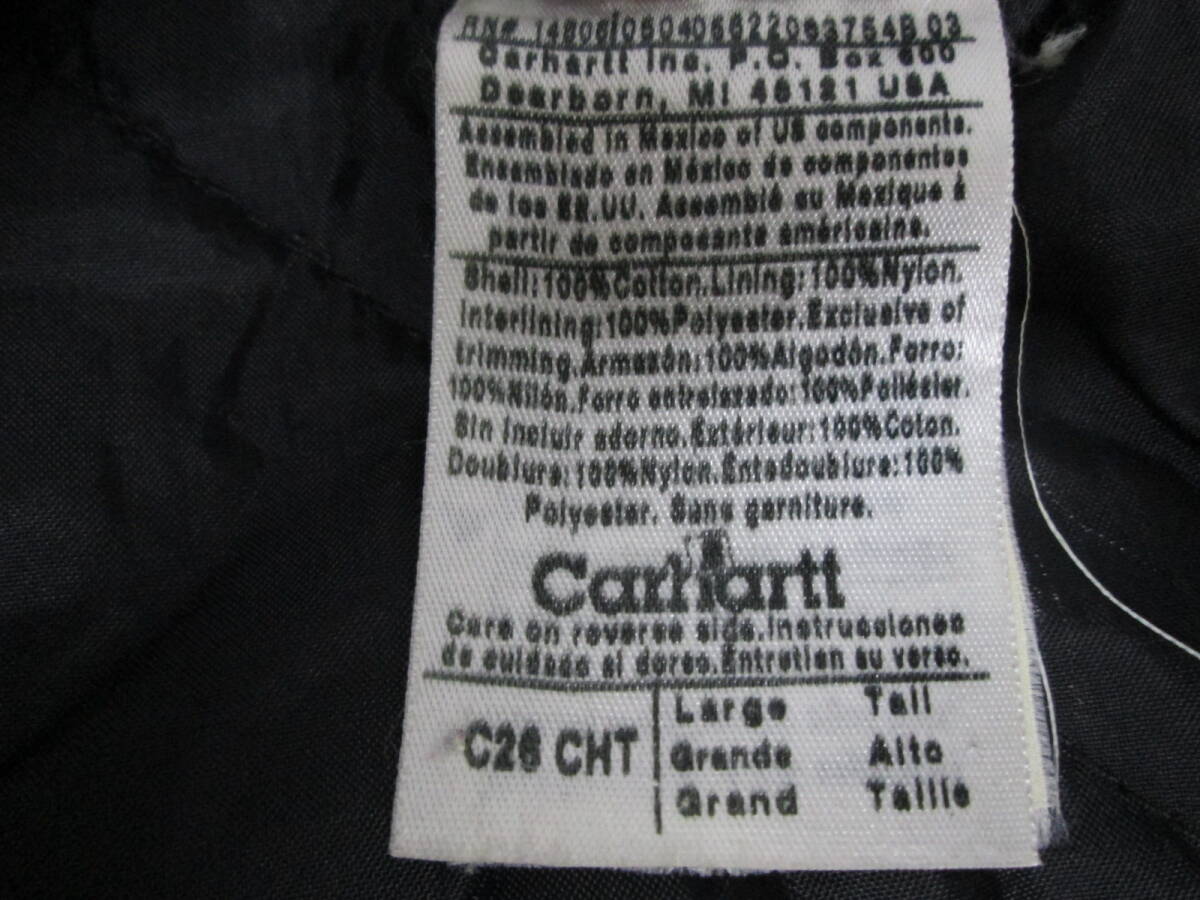 RN# 14806
Carhartt Inc. P.O. Box 600
Dearborn, MI 48121 USA
Assembled in Mexico of US components.
Ensamblado en México de componentes
de los EE.UU. Assemblé au Mexique à
partir de composants américains.
Shell:100%Cotton.Lining:100%Nylon.
Interlining:100%Polyester.Exclusive of
trimming.Armazón:100%Algodón.Forro:
100%Nilón.Forro entrelazado:100%Poliéster.
Sin incluir adorno.Extérieur:100%Coton.
Doublure:100%Nylon.Entedoublure:100%
Polyester. Sans garniture.
Carhartt
Care on reverse side.Instrucciones
de cuidado al dorso.Entretien au verso.
C26 CHT
Large Tall
Grande Alto
Grand Taille